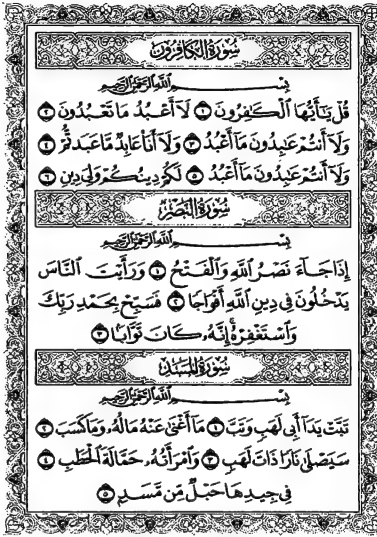 سُورَةُ الكَافِرُونَ
بِسْمِ اللَّهِ الرَّحْمَٰنِ الرَّحِيمِ
قُلْ يَٰٓأَيُّهَا ٱلْكَٰفِرُونَ ١ لَآ أَعْبُدُ مَا تَعْبُدُونَ ٢
وَلَآ أَنتُمْ عَٰبِدُونَ مَآ أَعْبُدُ ٣ وَلَآ أَنَا۠ عَابِدٌ مَّا عَبَدتُّمْ ٤
وَلَآ أَنتُمْ عَٰبِدُونَ مَآ أَعْبُدُ ٥ لَكُمْ دِينُكُمْ وَلِىَ دِينِ ٦
سُورَةُ النَّصْرِ
بِسْمِ اللَّهِ الرَّحْمَٰنِ الرَّحِيمِ
إِذَا جَآءَ نَصْرُ ٱللَّهِ وَٱلْفَتْحُ ١ وَرَأَيْتَ ٱلنَّاسَ
يَدْخُلُونَ فِى دِينِ ٱللَّهِ أَفْوَاجًا ٢ فَسَبِّحْ بِحَمْدِ رَبِّكَ
وَٱسْتَغْفِرْهُ ۚ إِنَّهُۥ كَانَ تَوَّابًۢا ٣
سُورَةُ المَسَدِ
بِسْمِ اللَّهِ الرَّحْمَٰنِ الرَّحِيمِ
تَبَّتْ يَدَآ أَبِى لَهَبٍ وَتَبَّ ١ مَآ أَغْنَىٰ عَنْهُ مَالُهُۥ وَمَا كَسَبَ ٢
سَيَصْلَىٰ نَارًا ذَاتَ لَهَبٍ ٣ وَٱمْرَأَتُهُۥ حَمَّالَةَ ٱلْحَطَبِ ٤
فِى جِيدِهَا حَبْلٌ مِّن مَّسَدٍۭ ٥